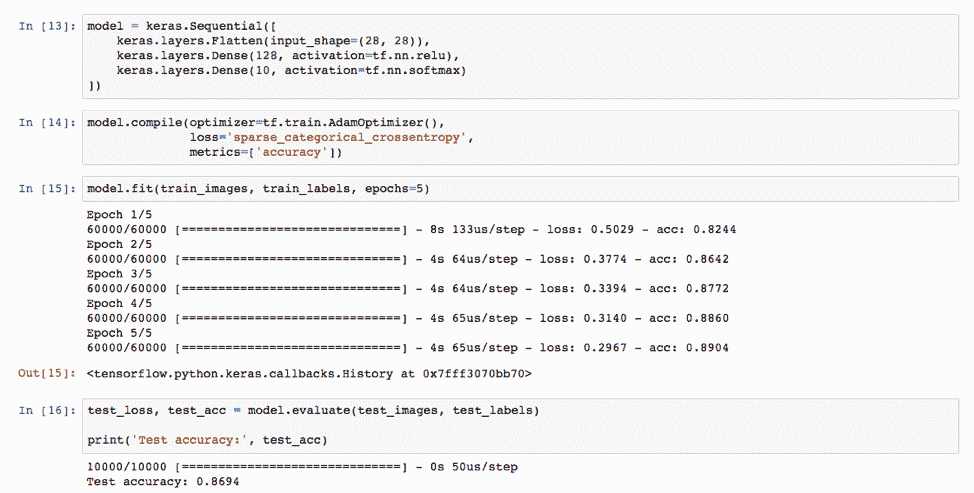 In [13]: model = keras.Sequential([
    keras.layers.Flatten(input_shape=(28, 28)),
    keras.layers.Dense(128, activation=tf.nn.relu),
    keras.layers.Dense(10, activation=tf.nn.softmax)
])
In [14]: model.compile(optimizer=tf.train.AdamOptimizer(),
              loss='sparse_categorical_crossentropy',
              metrics=['accuracy'])
In [15]: model.fit(train_images, train_labels, epochs=5)
Epoch 1/5
60000/60000 [==============================] - 8s 133us/step - loss: 0.5029 - acc: 0.8244
Epoch 2/5
60000/60000 [==============================] - 4s 64us/step - loss: 0.3774 - acc: 0.8642
Epoch 3/5
60000/60000 [==============================] - 4s 64us/step - loss: 0.3394 - acc: 0.8772
Epoch 4/5
60000/60000 [==============================] - 4s 65us/step - loss: 0.3140 - acc: 0.8860
Epoch 5/5
60000/60000 [==============================] - 4s 65us/step - loss: 0.2967 - acc: 0.8904
Out[15]: <tensorflow.python.keras.callbacks.History at 0x7fff3070bb70>
In [16]: test_loss, test_acc = model.evaluate(test_images, test_labels)
print('Test accuracy:', test_acc)
10000/10000 [==============================] - 0s 50us/step
Test accuracy: 0.8694